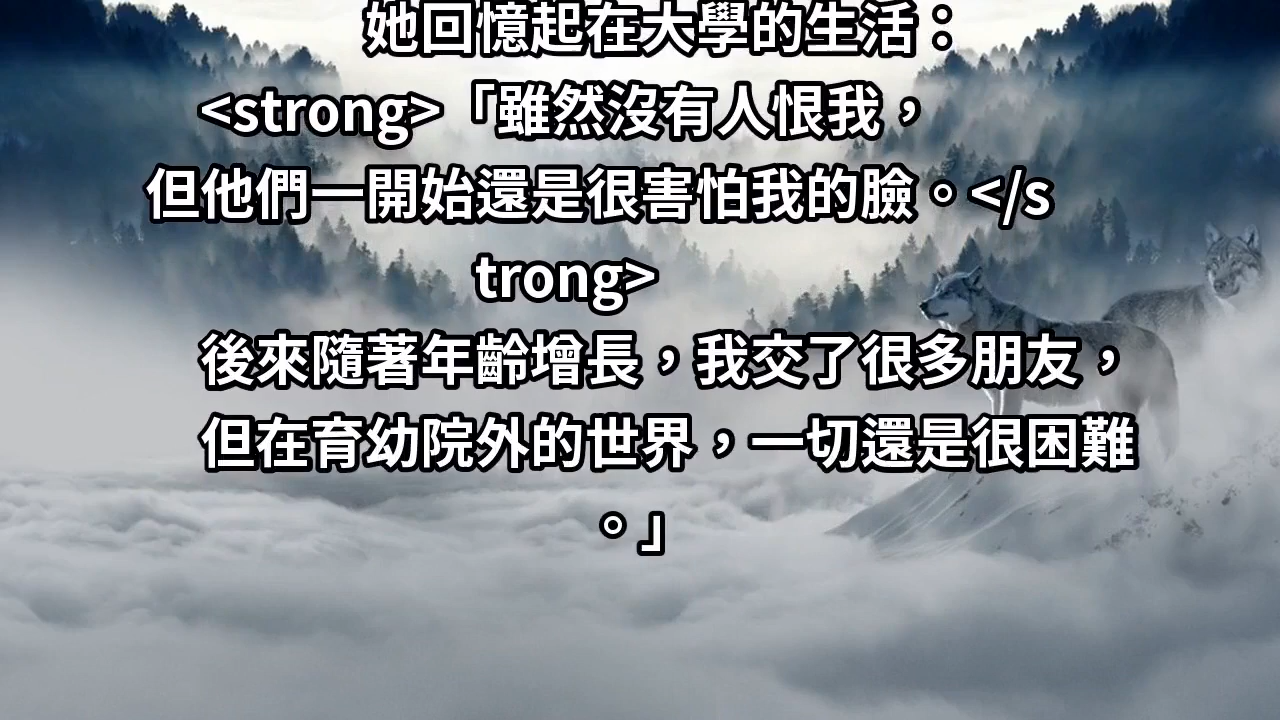 她回憶起在大學的生活：
<strong>「雖然沒有人恨我，
但他們一開始還是很害怕我的臉。</s
trong>
後來隨著年齡增長，我交了很多朋友，
但在育幼院外的世界，一切還是很困難
。」